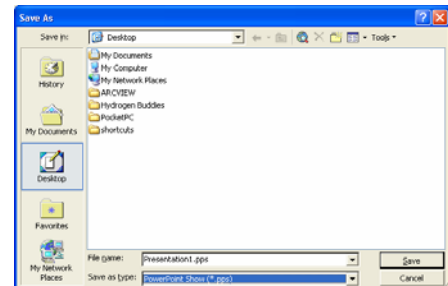 Save As
Save in: Desktop Tools
My Documents
My Computer
My Network Places
ARCVIEW
Hydrogen Buddies
PocketPC
shortcuts
History
My Documents
Desktop
Favorites
My Network Places
File name: Presentation1.pps Save
Save as type: PowerPoint Show (*.pps) Cancel